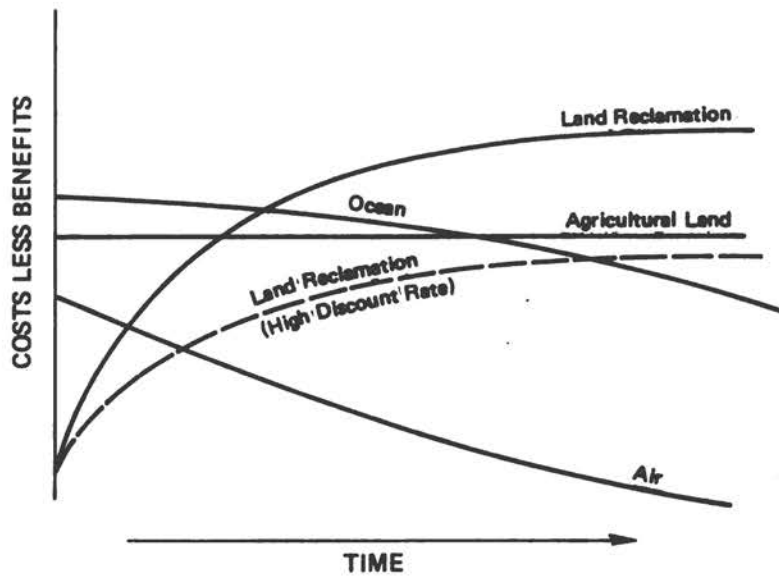 COSTS LESS BENEFITS
Land Reclamation
Ocean
Agricultural Land
Land Reclamation
(High Discount Rate)
Air
TIME